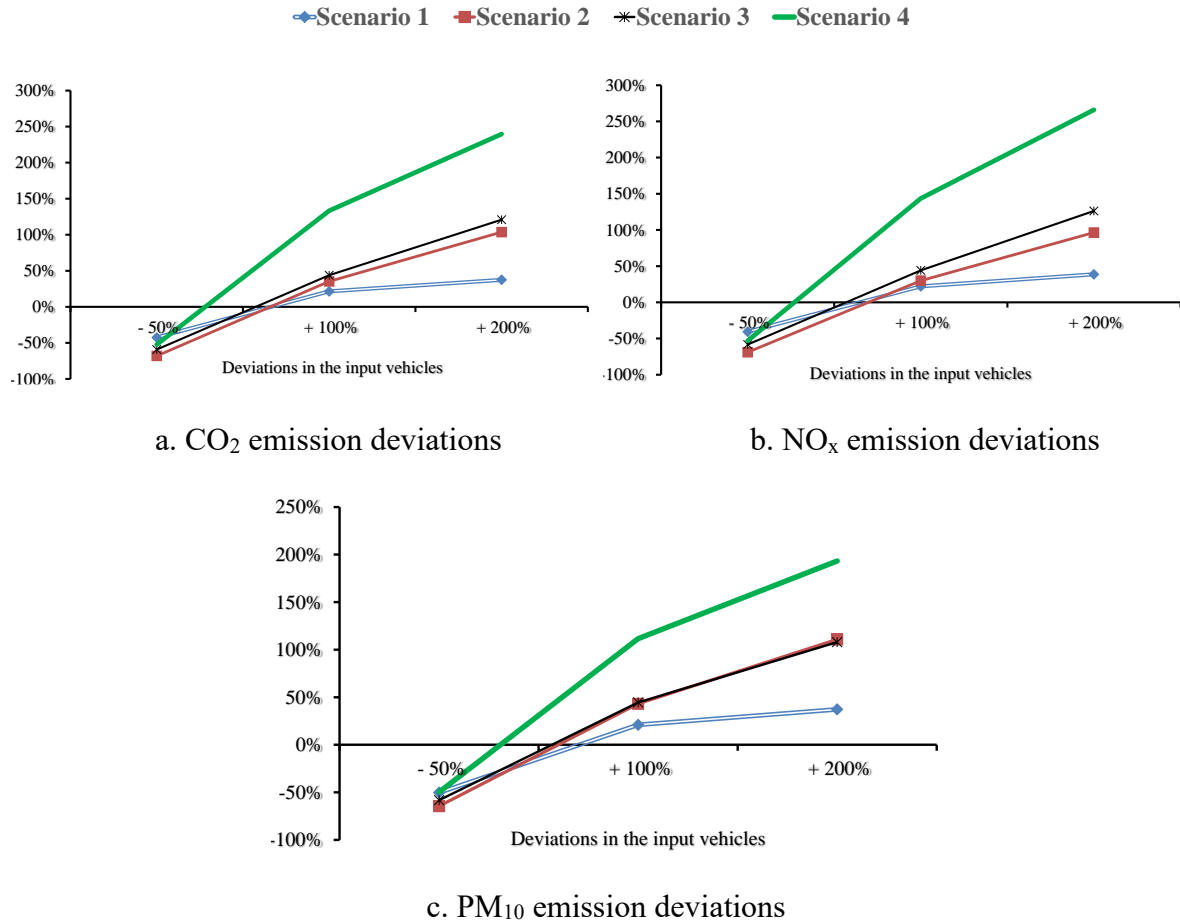 Scenario 1 Scenario 2 Scenario 3 Scenario 4
300%
250%
200%
150%
100%
50%
0%
-50%
-100%
- 50% + 100% + 200%
Deviations in the input vehicles
a. CO₂ emission deviations
300%
250%
200%
150%
100%
50%
0%
-50%
-100%
- 50% + 100% + 200%
Deviations in the input vehicles
b. NOₓ emission deviations
250%
200%
150%
100%
50%
0%
-50%
-100%
- 50% + 100% + 200%
Deviations in the input vehicles
c. PM₁₀ emission deviations